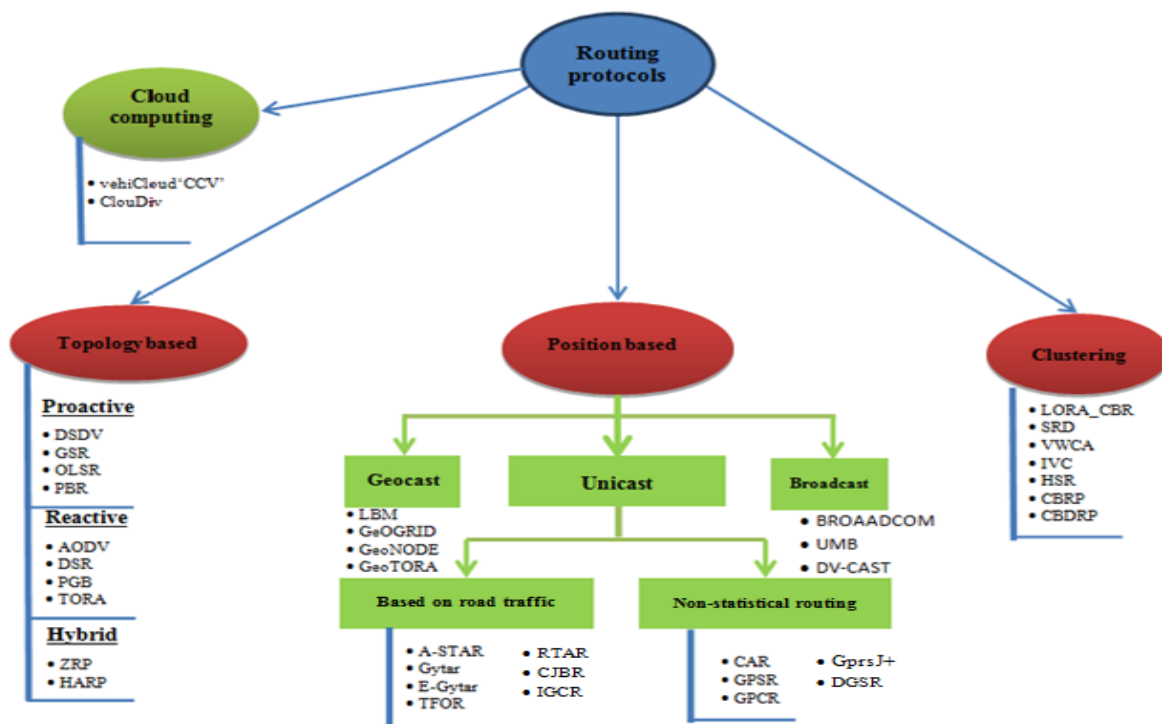 Routing
protocols
Cloud
computing
• vehiCloud‘CCV’
• ClouDiv
Topology based
Proactive
• DSDV
• GSR
• OLSR
• PBR
Reactive
• AODV
• DSR
• PGB
• TORA
Hybrid
• ZRP
• HARP
Position based
Geocast
• LBM
• GeOGRID
• GeoNODE
• GeoTORA
Unicast
Broadcast
• BROAADCOM
• UMB
• DV-CAST
Based on road traffic
• A-STAR
• Gytar
• E-Gytar
• TFOR
• RTAR
• CJBR
• IGCR
Non-statistical routing
• CAR
• GPSR
• GPCR
• GprsJ+
• DGSR
Clustering
• LORA_CBR
• SRD
• VWCA
• IVC
• HSR
• CBRP
• CBDRP